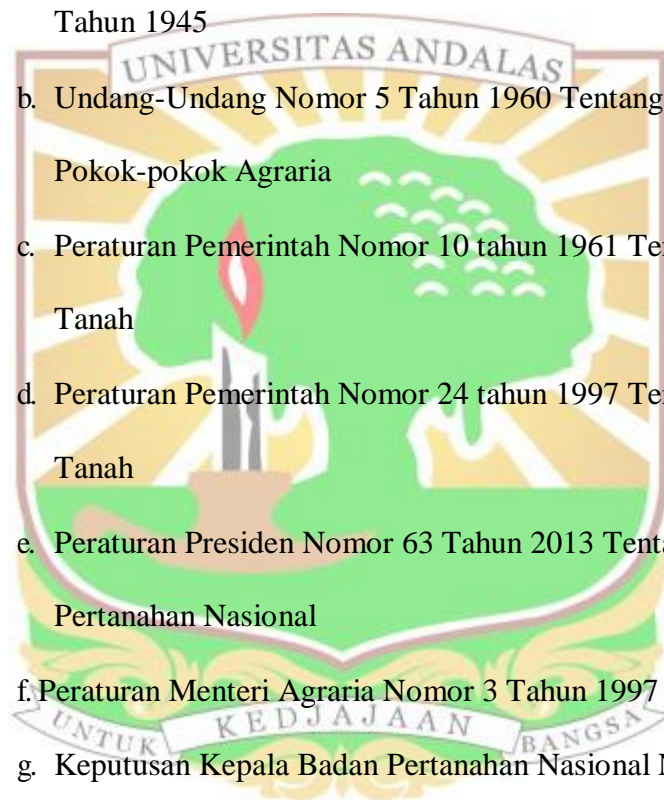 Tahun 1945
UNIVERSITAS ANDALAS
b. Undang-Undang Nomor 5 Tahun 1960 Tentang
Pokok-pokok Agraria
c. Peraturan Pemerintah Nomor 10 tahun 1961 Te
Tanah
d. Peraturan Pemerintah Nomor 24 tahun 1997 Te
Tanah
e. Peraturan Presiden Nomor 63 Tahun 2013 Tenta
Pertanahan Nasional
f. Peraturan Menteri Agraria Nomor 3 Tahun 1997
UNTUK KEDJAJAAN BANGSA
g. Keputusan Kepala Badan Pertanahan Nasional N